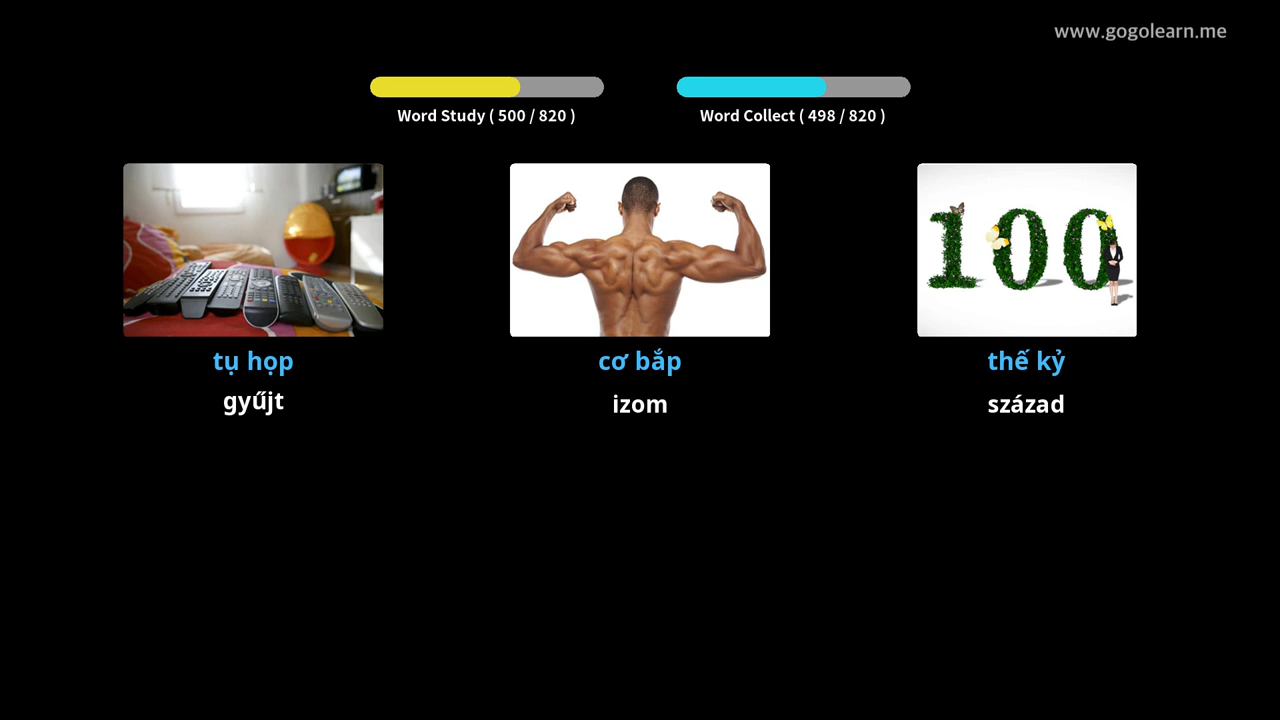 www.gogolearn.me
Word Study ( 500 / 820 )
Word Collect ( 498 / 820 )
tụ họp
gyűjt
cơ bắp
izom
100
thế kỷ
század